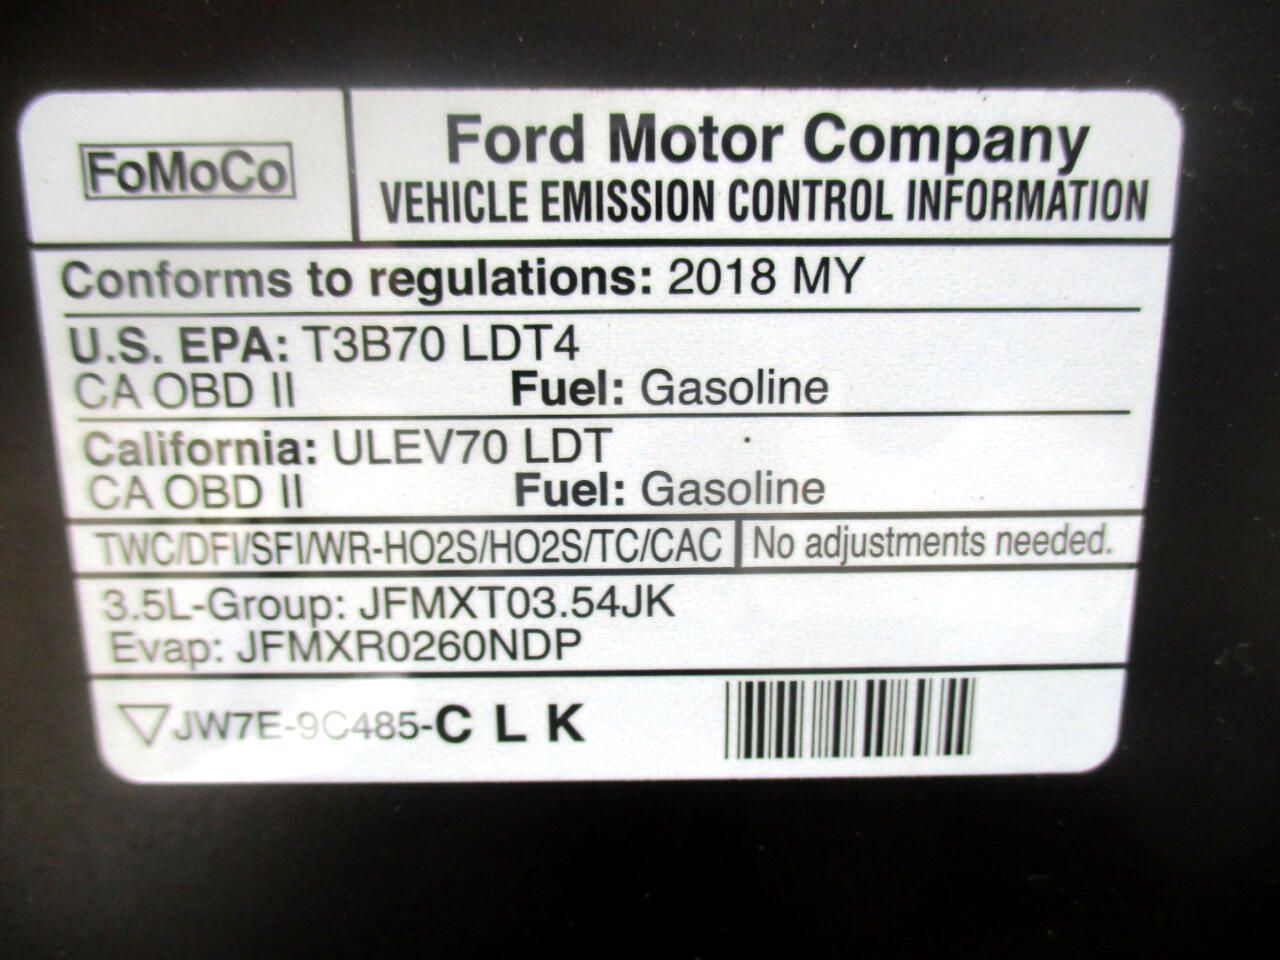 FoMoCo
Ford Motor Company
VEHICLE EMISSION CONTROL INFORMATION
Conforms to regulations: 2018 MY
U.S. EPA: T3B70 LDT4
CA OBD II Fuel: Gasoline
California: ULEV70 LDT
CA OBD II Fuel: Gasoline
TWC/DFI/SFI/WR-HO2S/HO2S/TC/CAC No adjustments needed.
3.5L-Group: JFMXT03.54JK
Evap: JFMXR0260NDP
JW7E-9C485-C L K